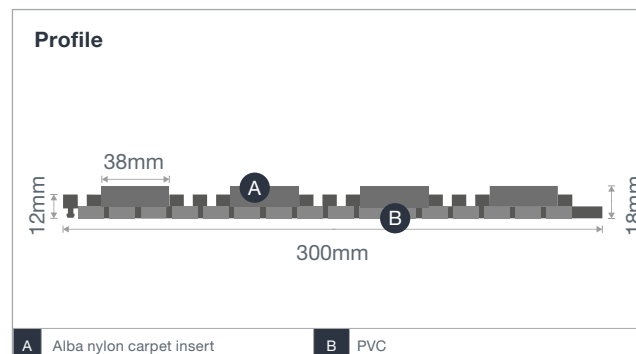 Profile
38mm
A
12mm
18mm
B
300mm
A Alba nylon carpet insert B PVC